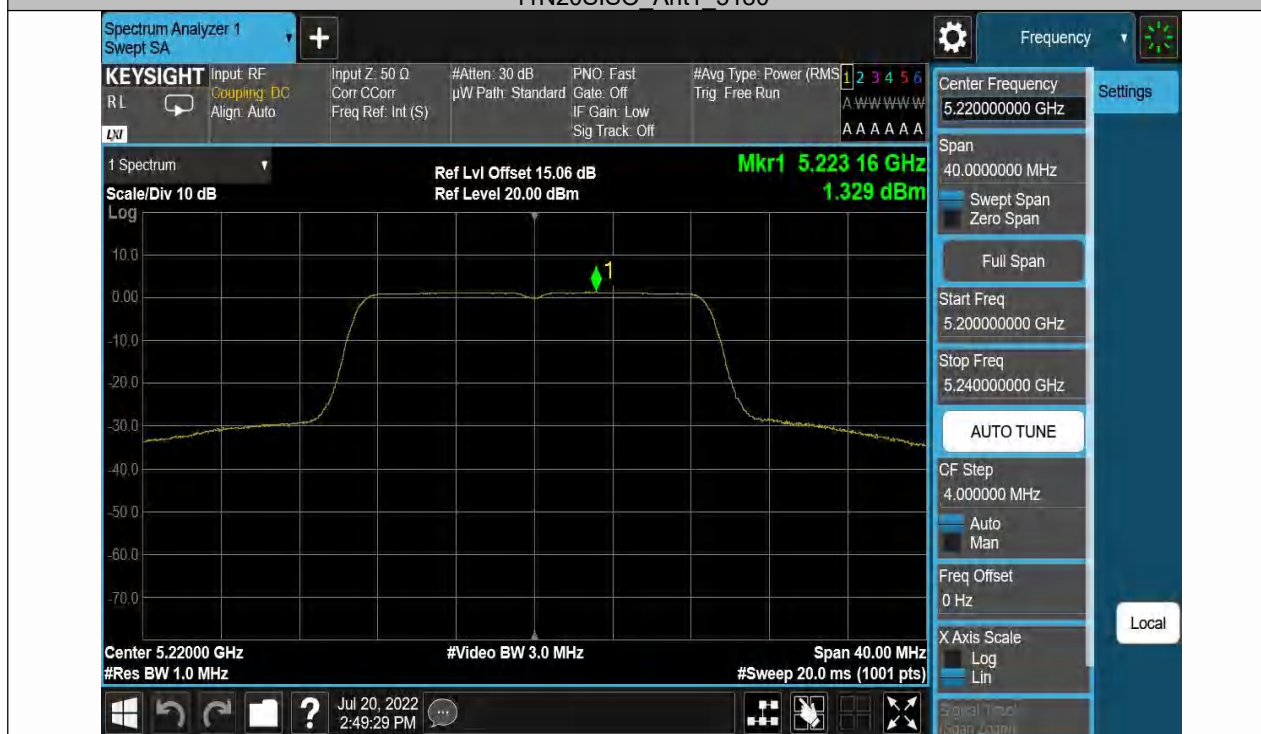 Spectrum Analyzer 1
Swept SA
Frequency
KEYSIGHT
RL
LXI
Input: RF
Coupling: DC
Align: Auto
Input Z: 50 Ω
Corr CCorr
Freq Ref: Int (S)
#Atten: 30 dB
µW Path: Standard
PNO: Fast
Gate: Off
IF Gain: Low
Sig Track: Off
#Avg Type: Power (RMS
Trig: Free Run
1 2 3 4 5 6
A W W W W W
A A A A A A
Center Frequency
5.220000000 GHz
Settings
Span
40.0000000 MHz
Swept Span
Zero Span
Full Span
Start Freq
5.200000000 GHz
Stop Freq
5.240000000 GHz
AUTO TUNE
CF Step
4.000000 MHz
Auto
Man
Freq Offset
0 Hz
X Axis Scale
Log
Lin
Local
1 Spectrum
Scale/Div 10 dB
Log
Ref Lvl Offset 15.06 dB
Ref Level 20.00 dBm
Mkr1 5.223 16 GHz
1.329 dBm
1
10.0
0.00
-10.0
-20.0
-30.0
-40.0
-50.0
-60.0
-70.0
Center 5.22000 GHz
#Res BW 1.0 MHz
#Video BW 3.0 MHz
Span 40.00 MHz
#Sweep 20.0 ms (1001 pts)
?
Jul 20, 2022
2:49:29 PM